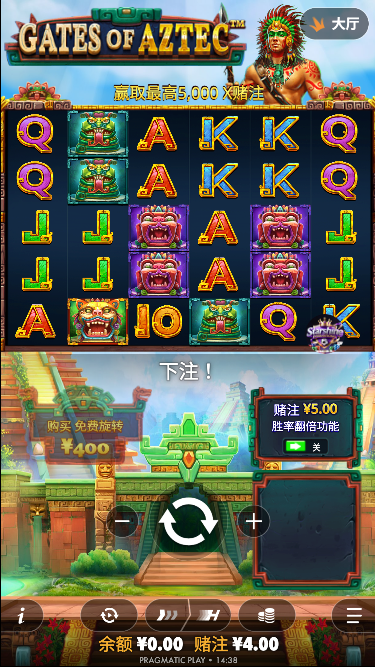 GATES OF AZTEC™
大厅
赢取最高5,000 X赌注
Q A K K Q
Q A K K Q
J J A J
J J A J
A 10 Q K
Starshine
下注！
购买 免费旋转
¥400
赌注 ¥5.00
胜率翻倍功能
关
余额 ¥0.00 赌注 ¥4.00
PRAGMATIC PLAY • 14:38